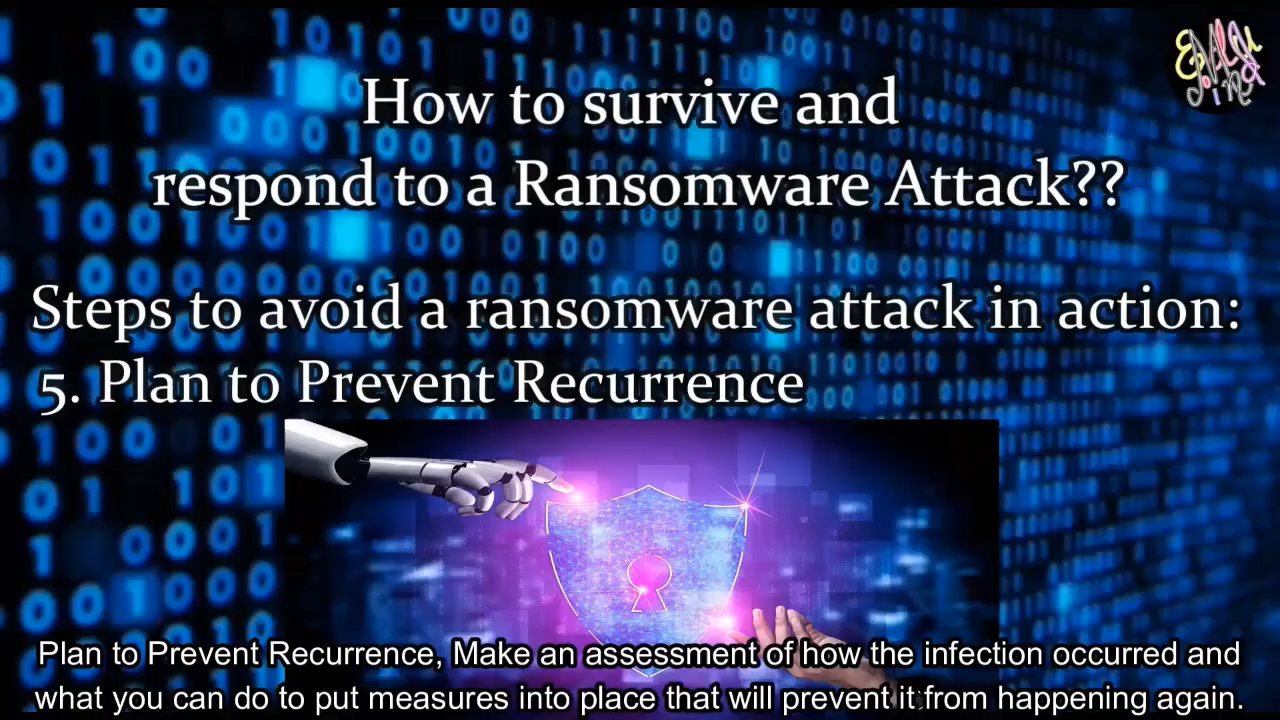 How to survive and
respond to a Ransomware Attack??
Steps to avoid a ransomware attack in action:
5. Plan to Prevent Recurrence
Plan to Prevent Recurrence, Make an assessment of how the infection occurred and
what you can do to put measures into place that will prevent it from happening again.